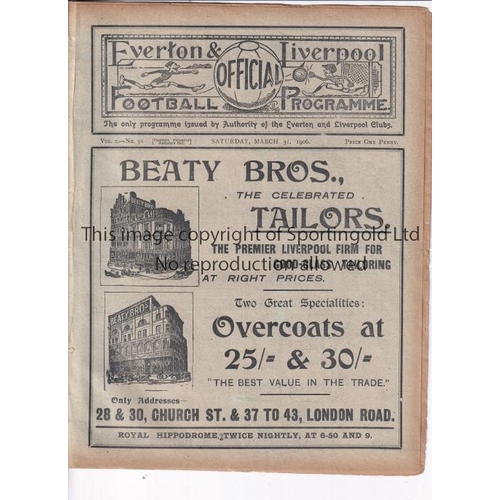 Everton & Liverpool
OFFICIAL
FOOTBALL PROGRAMME.
The only programme issued by Authority of the Everton and Liverpool Clubs.
SATURDAY, MARCH 31, 1906. PRICE ONE PENNY.
BEATY BROS.,
THE CELEBRATED
TAILORS.
This image copyright of Sportingold Ltd
THE PREMIER LIVERPOOL FIRM FOR
GOOD-CLASS TAILORING
No reproduction allowed
AT RIGHT PRICES.
BEATY BROS
Two Great Specialities:
Overcoats at
25/= & 30/=
"THE BEST VALUE IN THE TRADE."
Only Addresses—
28 & 30, CHURCH ST. & 37 TO 43, LONDON ROAD.
ROYAL HIPPODROME, TWICE NIGHTLY, AT 6-50 AND 9.